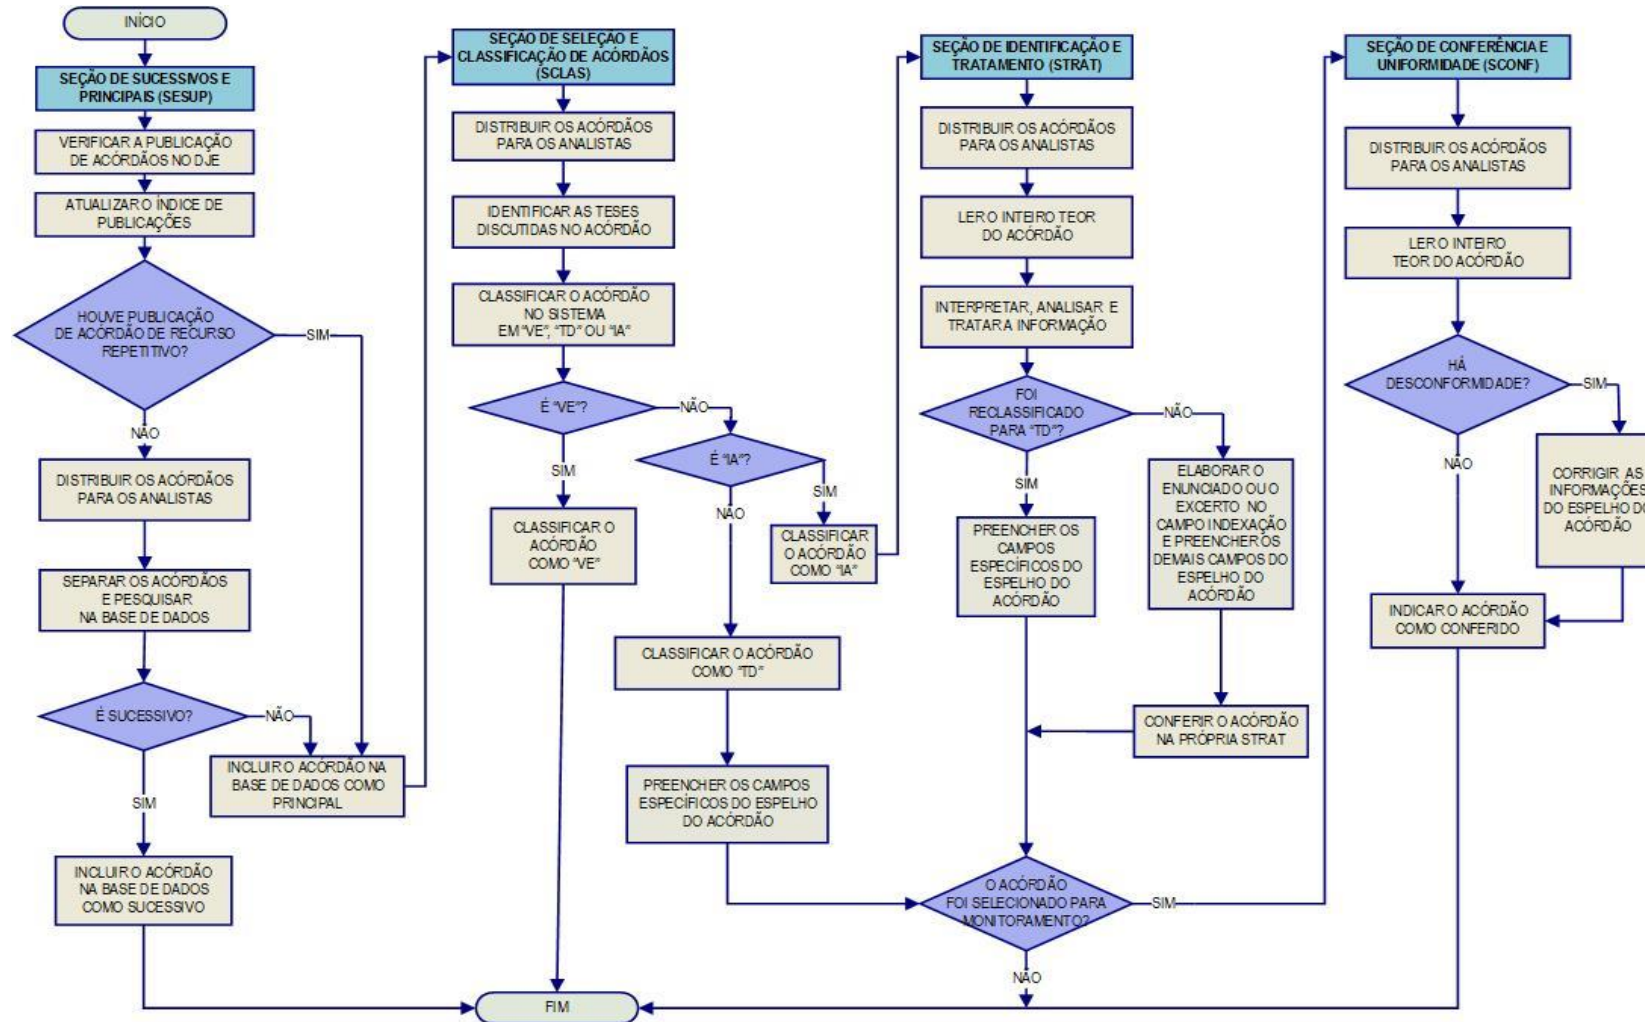 INÍCIO
SEÇÃO DE SUCESSIVOS E
PRINCIPAIS (SESUP)
VERIFICAR A PUBLICAÇÃO
DE ACÓRDÃOS NO DJE
ATUALIZAR O ÍNDICE DE
PUBLICAÇÕES
HOUVE PUBLICAÇÃO
DE ACÓRDÃO DE RECURSO
REPETITIVO?
SIM
NÃO
DISTRIBUIR OS ACÓRDÃOS
PARA OS ANALISTAS
SEPARAR OS ACÓRDÃOS
E PESQUISAR
NA BASE DE DADOS
É SUCESSIVO?
NÃO
SIM
INCLUIR O ACÓRDÃO NA
BASE DE DADOS COMO
PRINCIPAL
INCLUIR O ACÓRDÃO
NA BASE DE DADOS
COMO SUCESSIVO
SEÇÃO DE SELEÇÃO E
CLASSIFICAÇÃO DE ACÓRDÃOS
(SCLAS)
DISTRIBUIR OS ACÓRDÃOS
PARA OS ANALISTAS
IDENTIFICAR AS TESES
DISCUTIDAS NO ACÓRDÃO
CLASSIFICAR O ACÓRDÃO
NO SISTEMA
EM "VE", "TD" OU "IA"
É "VE"?
NÃO
SIM
É "IA"?
SIM
NÃO
CLASSIFICAR O
ACÓRDÃO
COMO "VE"
CLASSIFICAR
O ACÓRDÃO
COMO "IA"
CLASSIFICAR O ACÓRDÃO
COMO "TD"
PREENCHER OS CAMPOS
ESPECÍFICOS DO ESPELHO
DO ACÓRDÃO
FIM
SEÇÃO DE IDENTIFICAÇÃO E
TRATAMENTO (STRAT)
DISTRIBUIR OS ACÓRDÃOS
PARA OS ANALISTAS
LER O INTEIRO TEOR
DO ACÓRDÃO
INTERPRETAR, ANALISAR E
TRATAR A INFORMAÇÃO
FOI
RECLASSIFICADO
PARA "TD"?
NÃO
SIM
PREENCHER OS
CAMPOS
ESPECÍFICOS DO
ESPELHO DO
ACÓRDÃO
ELABORAR O
ENUNCIADO OU O
EXCERTO NO
CAMPO INDEXAÇÃO
E PREENCHER OS
DEMAIS CAMPOS DO
ESPELHO DO
ACÓRDÃO
CONFERIR O ACÓRDÃO
NA PRÓPRIA STRAT
O ACÓRDÃO
FOI SELECIONADO PARA
MONITORAMENTO?
SIM
NÃO
SEÇÃO DE CONFERÊNCIA E
UNIFORMIDADE (SCONF)
DISTRIBUIR OS ACÓRDÃOS
PARA OS ANALISTAS
LER O INTEIRO
TEOR DO ACÓRDÃO
HÁ
DESCONFORMIDADE?
SIM
NÃO
CORRIGIR AS
INFORMAÇÕES
DO ESPELHO DO
ACÓRDÃO
INDICAR O ACÓRDÃO
COMO CONFERIDO